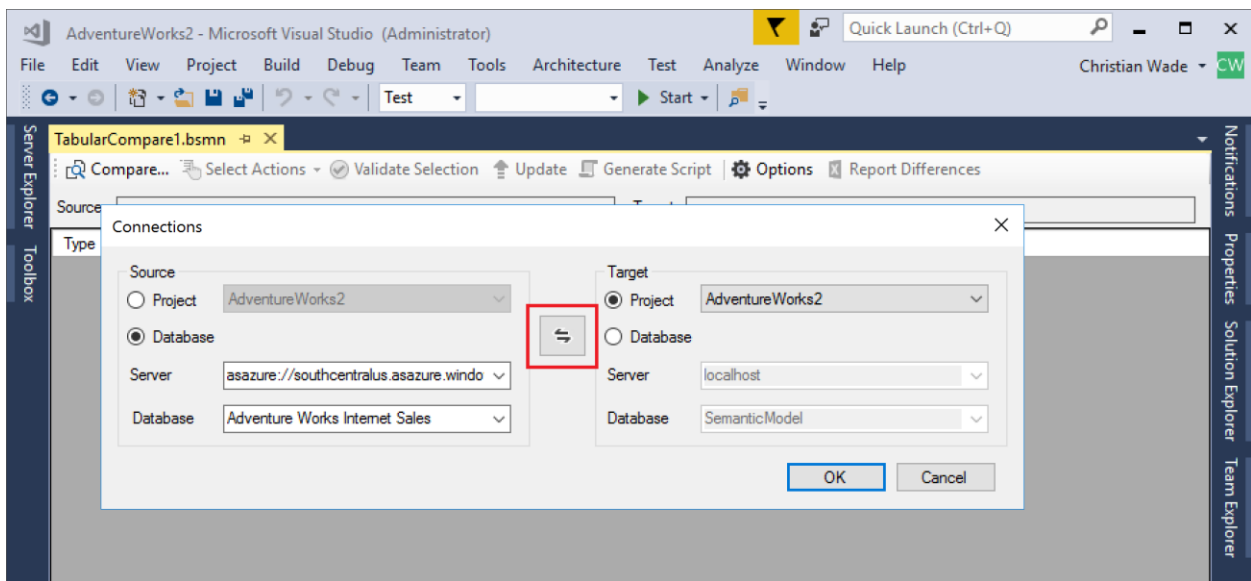 AdventureWorks2 - Microsoft Visual Studio (Administrator)
Quick Launch (Ctrl+Q)
File Edit View Project Build Debug Team Tools Architecture Test Analyze Window Help
Christian Wade CW
Test
Start
Server Explorer
Toolbox
TabularCompare1.bsmn
Compare... Select Actions Validate Selection Update Generate Script Options Report Differences
Source
Type
Connections
Source
Project AdventureWorks2
Database
Server asazure://southcentralus.asazure.windo
Database Adventure Works Internet Sales
Target
Project AdventureWorks2
Database
Server localhost
Database SemanticModel
OK Cancel
Notifications
Properties
Solution Explorer
Team Explorer